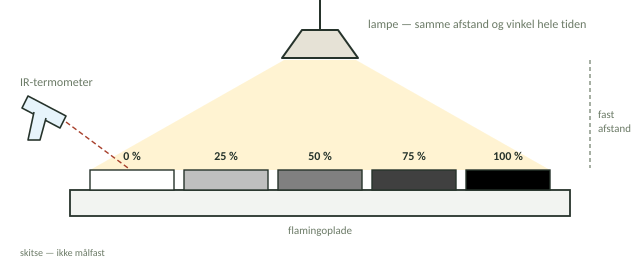 lampe — samme afstand og vinkel hele tiden
IR-termometer
fast
afstand
0 %
25 %
50 %
75 %
100 %
flamingoplade
skitse — ikke målfast